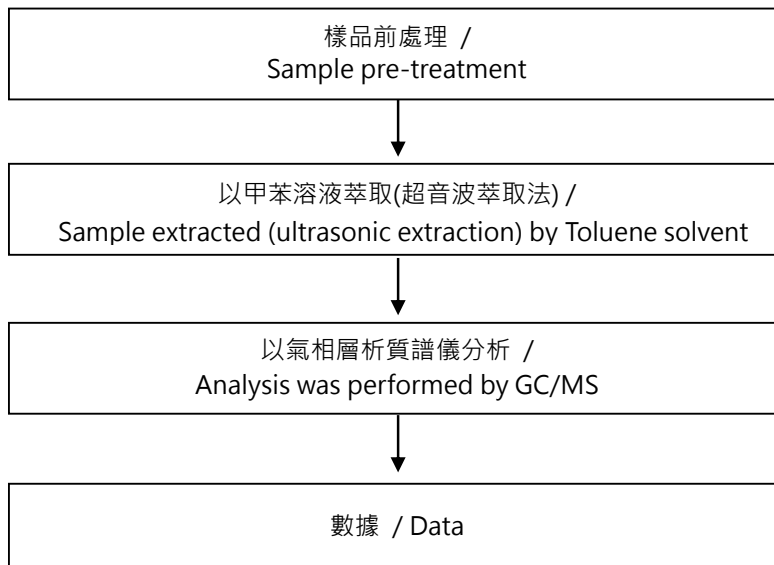 樣品前處理 /
Sample pre-treatment
以甲苯溶液萃取(超音波萃取法) /
Sample extracted (ultrasonic extraction) by Toluene solvent
以氣相層析質譜儀分析 /
Analysis was performed by GC/MS
數據 / Data